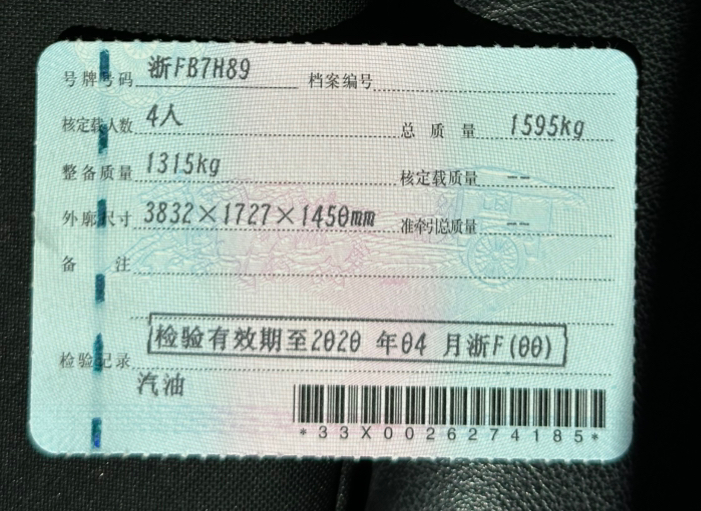 号牌号码 浙FB7H89 档案编号
核定载人数 4人 总质量 1595kg
整备质量 1315kg 核定载质量 --
外廓尺寸 3832×1727×1450mm 准牵引总质量 --
备注
检验有效期至2020 年04 月浙F(00)
检验记录
汽油
*33X0026274185*